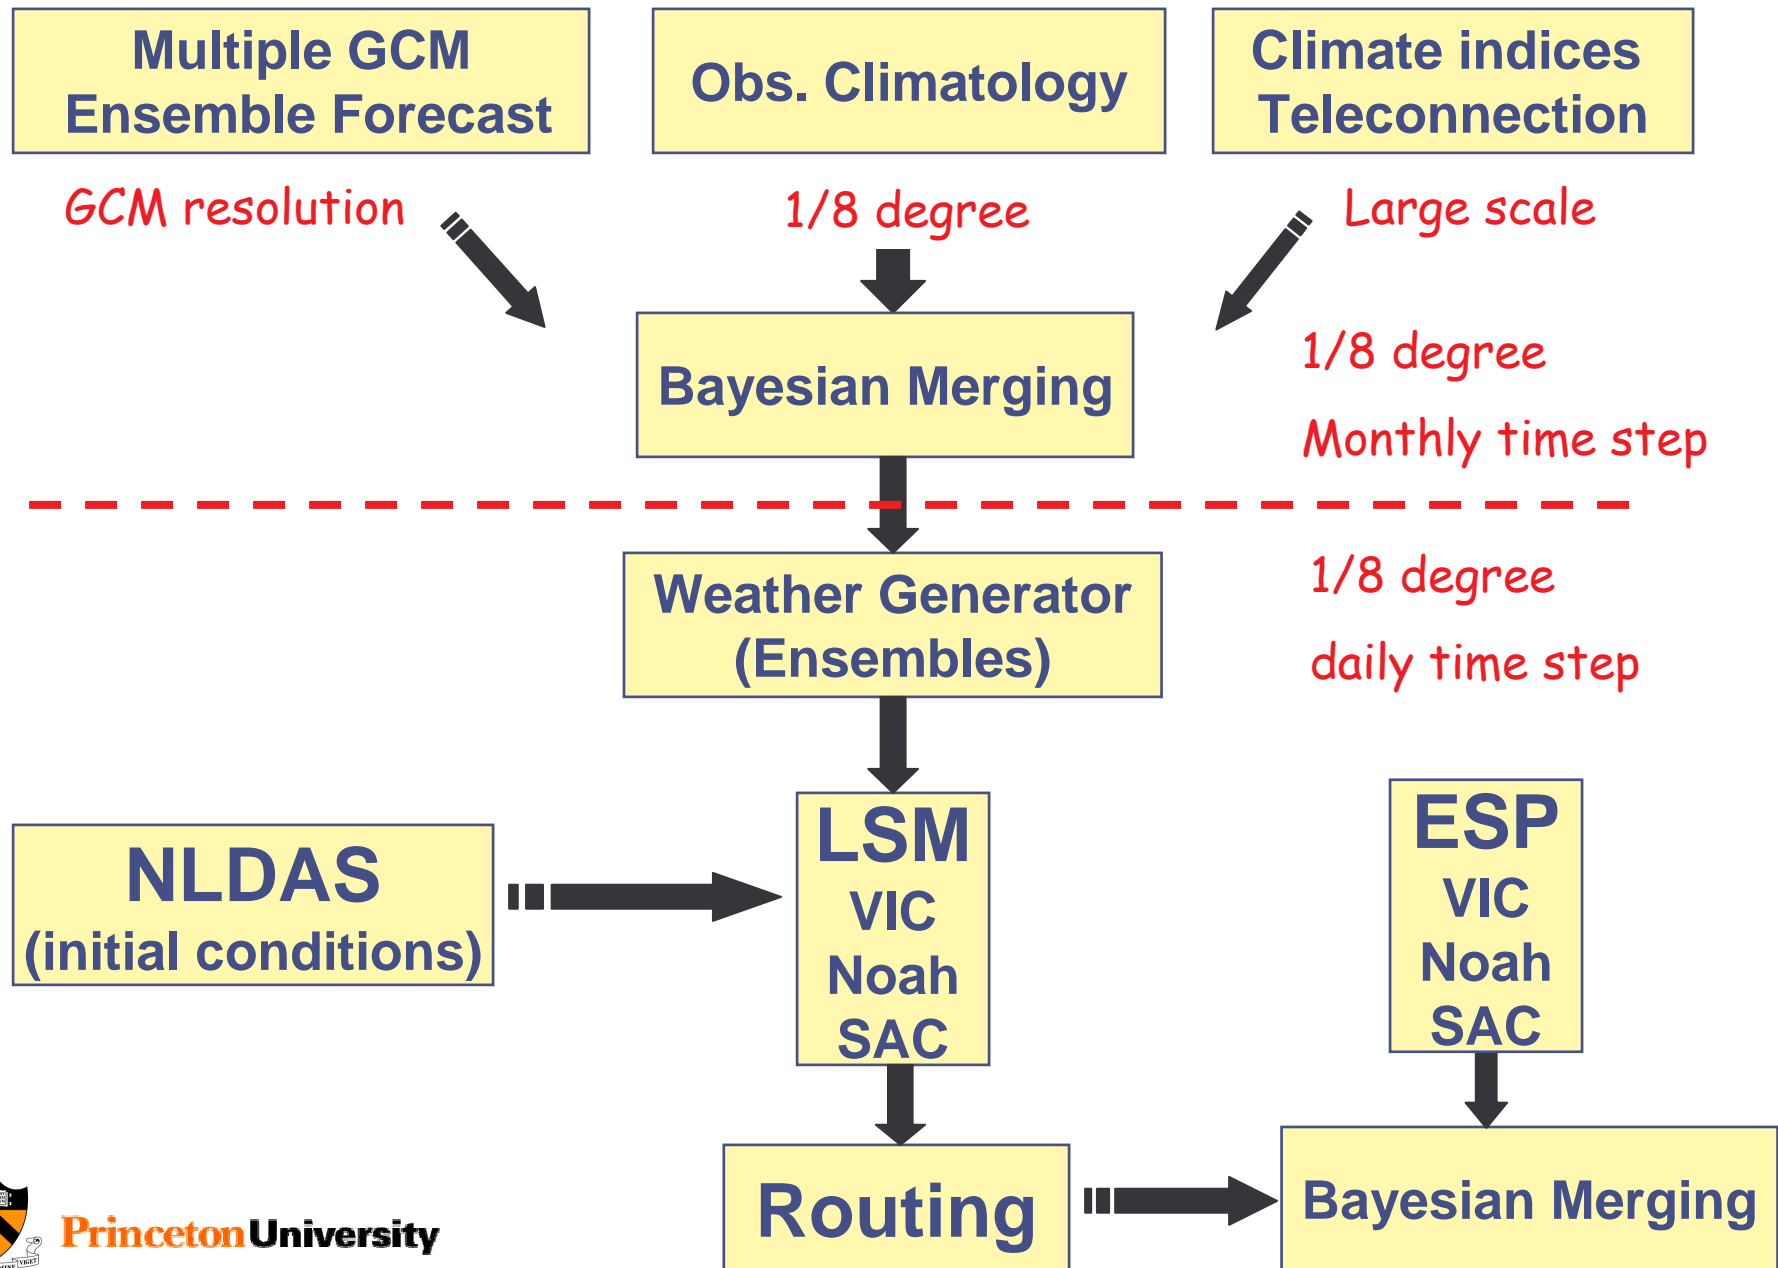 Multiple GCM
Ensemble Forecast
Obs. Climatology
Climate indices
Teleconnection
GCM resolution
1/8 degree
Large scale
Bayesian Merging
1/8 degree
Monthly time step
Weather Generator
(Ensembles)
1/8 degree
daily time step
NLDAS
(initial conditions)
LSM
VIC
Noah
SAC
ESP
VIC
Noah
SAC
Routing
Bayesian Merging
Princeton University
VIGET